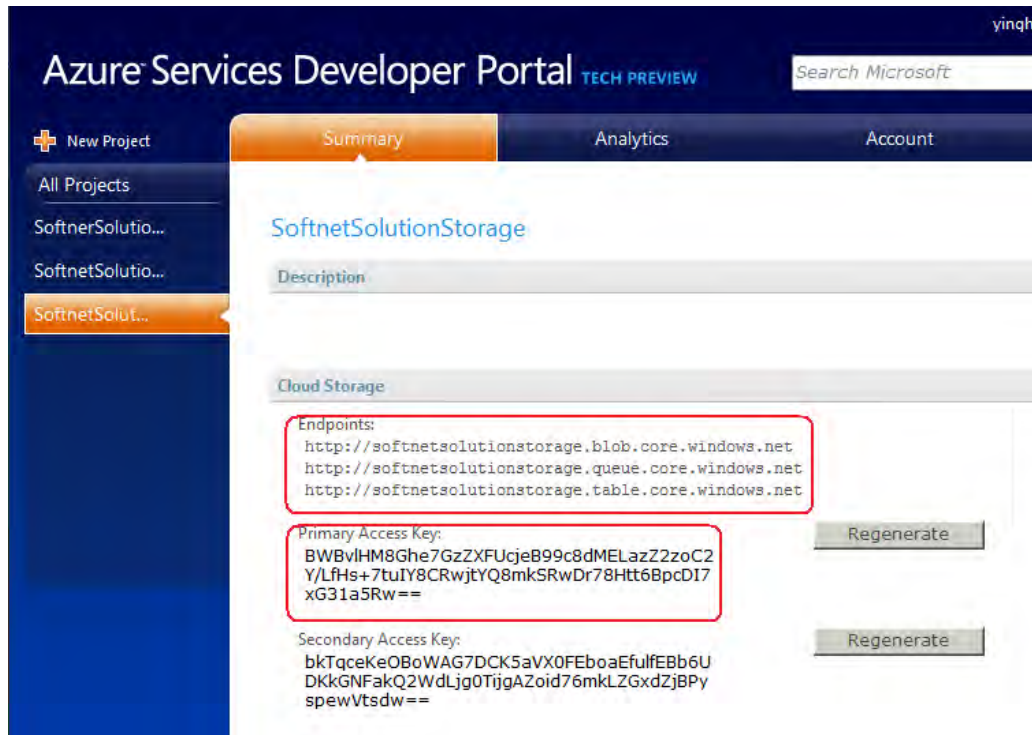 yinqh
Azure Services Developer Portal TECH PREVIEW
Search Microsoft
New Project
Summary
Analytics
Account
All Projects
SoftnerSolutio...
SoftnetSolutio...
SoftnetSolut...
SoftnetSolutionStorage
Description
Cloud Storage
Endpoints:
http://softnetsolutionstorage.blob.core.windows.net
http://softnetsolutionstorage.queue.core.windows.net
http://softnetsolutionstorage.table.core.windows.net
Primary Access Key:
Regenerate
BWBvlHM8Ghe7GzZXFUcjeB99c8dMELazZ2zoC2
Y/LfHs+7tuIY8CRwjtYQ8mkSRwDr78Htt6BpcDI7
xG31a5Rw==
Secondary Access Key:
Regenerate
bkTqceKeOBoWAG7DCK5aVX0FEboaEfulfEBb6U
DKkGNFakQ2WdLjg0TijgAZoid76mkLZGxdZjBPy
spewVtsdw==